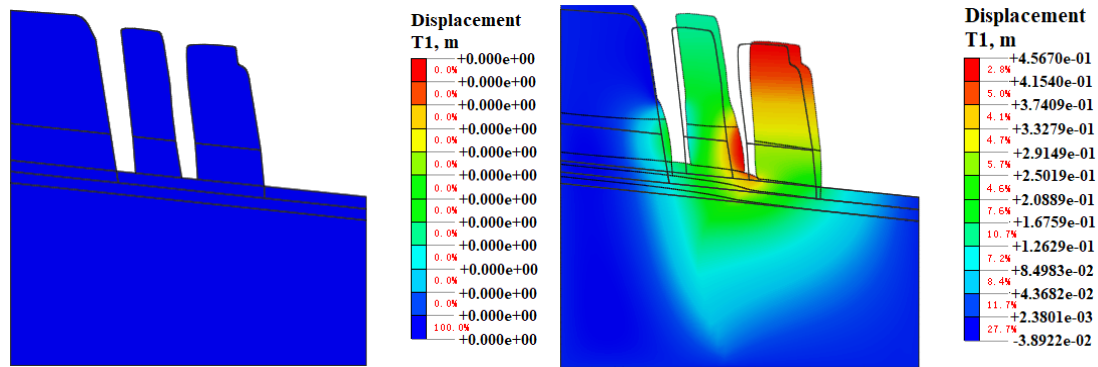 Displacement
T1, m
+0.000e+00
0.0%
+0.000e+00
0.0%
+0.000e+00
0.0%
+0.000e+00
0.0%
+0.000e+00
0.0%
+0.000e+00
0.0%
+0.000e+00
0.0%
+0.000e+00
0.0%
+0.000e+00
0.0%
+0.000e+00
0.0%
+0.000e+00
0.0%
+0.000e+00
100.0%
+0.000e+00
Displacement
T1, m
+4.5670e-01
2.8%
+4.1540e-01
5.0%
+3.7409e-01
4.1%
+3.3279e-01
4.7%
+2.9149e-01
5.7%
+2.5019e-01
4.6%
+2.0889e-01
7.6%
+1.6759e-01
10.7%
+1.2629e-01
7.2%
+8.4983e-02
8.4%
+4.3682e-02
11.7%
+2.3801e-03
27.7%
-3.8922e-02